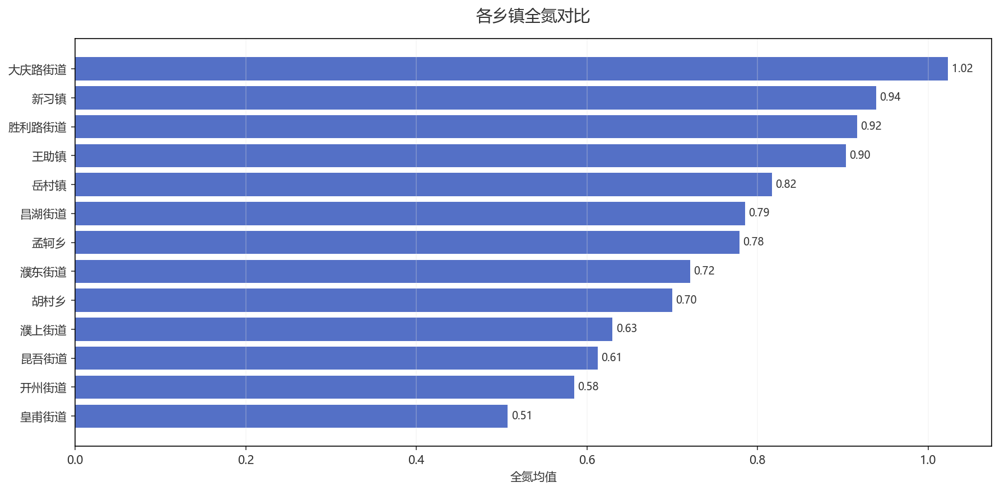 各乡镇全氮对比
大庆路街道 1.02
新习镇 0.94
胜利路街道 0.92
王助镇 0.90
岳村镇 0.82
昌湖街道 0.79
孟轲乡 0.78
濮东街道 0.72
胡村乡 0.70
濮上街道 0.63
昆吾街道 0.61
开州街道 0.58
皇甫街道 0.51
0.0 0.2 0.4 0.6 0.8 1.0
全氮均值